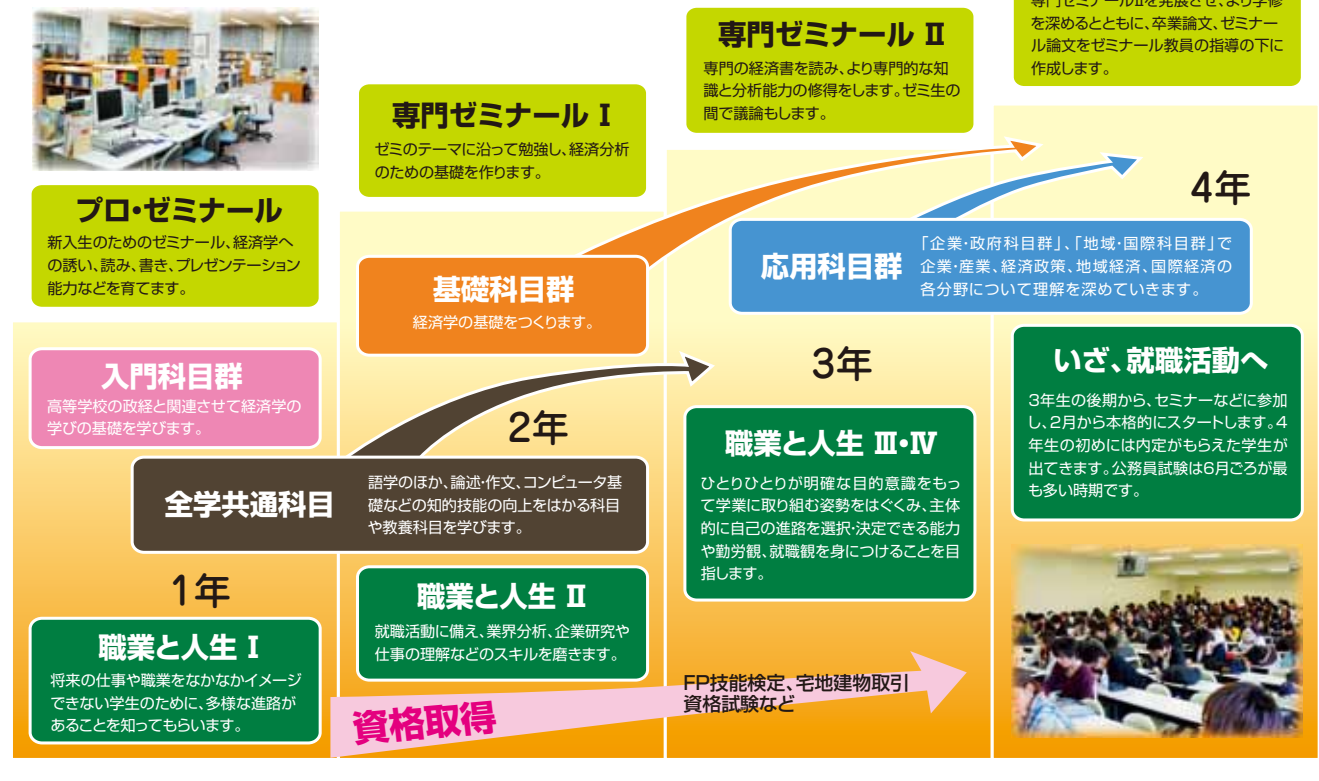 専門ゼミナールⅡを発展させ、より学修
を深めるとともに、卒業論文、ゼミナー
ル論文をゼミナール教員の指導の下に
作成します。
専門ゼミナール Ⅱ
専門の経済書を読み、より専門的な知
識と分析能力の修得をします。ゼミ生の
間で議論もします。
専門ゼミナール Ⅰ
ゼミのテーマに沿って勉強し、経済分析
のための基礎を作ります。
プロ・ゼミナール
新入生のためのゼミナール、経済学へ
の誘い、読み、書き、プレゼンテーション
能力などを育てます。
4年
応用科目群
「企業・政府科目群」、「地域・国際科目群」で
企業・産業、経済政策、地域経済、国際経済の
各分野について理解を深めていきます。
基礎科目群
経済学の基礎をつくります。
入門科目群
高等学校の政経と関連させて経済学の
学びの基礎を学びます。
3年
いざ、就職活動へ
3年生の後期から、セミナーなどに参加
し、2月から本格的にスタートします。4
年生の初めには内定がもらえた学生が
出てきます。公務員試験は6月ごろが最
も多い時期です。
2年
全学共通科目
語学のほか、論述・作文、コンピュータ基
礎などの知的技能の向上をはかる科目
や教養科目を学びます。
職業と人生 Ⅲ・Ⅳ
ひとりひとりが明確な目的意識をもっ
て学業に取り組む姿勢をはぐくみ、主体
的に自己の進路を選択・決定できる能力
や勤労観、就職観を身につけることを目
指します。
1年
職業と人生 Ⅰ
将来の仕事や職業をなかなかイメージ
できない学生のために、多様な進路が
あることを知ってもらいます。
職業と人生 Ⅱ
就職活動に備え、業界分析、企業研究や
仕事の理解などのスキルを磨きます。
資格取得
FP技能検定、宅地建物取引
資格試験など